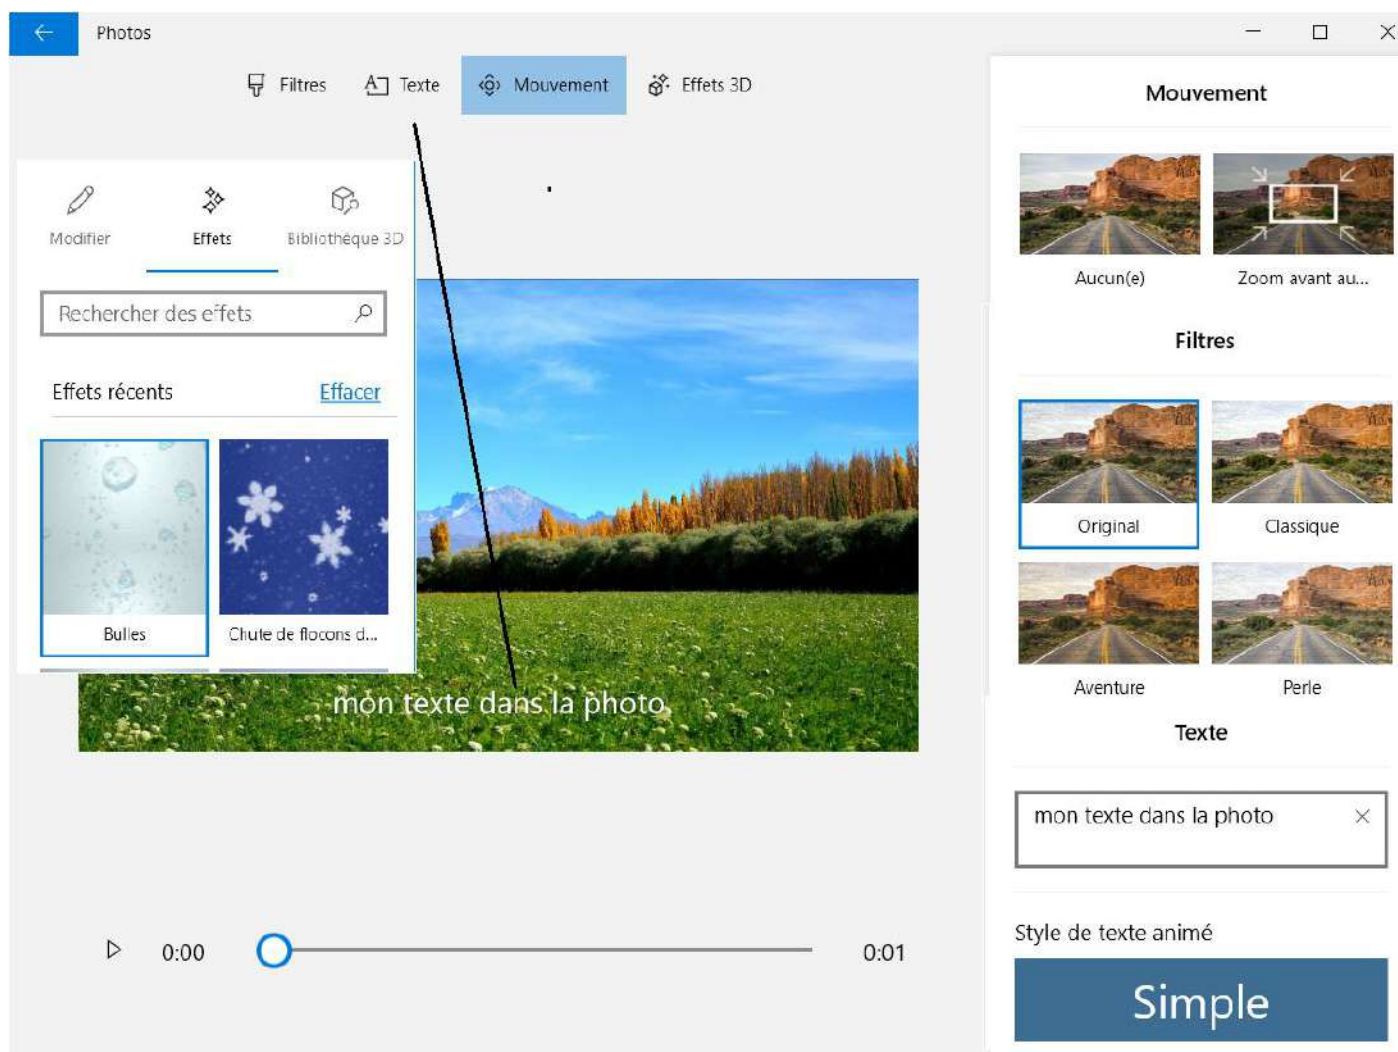 Photos
Filtres
Texte
Mouvement
Effets 3D
Modifier
Effets
Bibliothèque 3D
Rechercher des effets
Effets récents
Effacer
Bulles
Chute de flocons d...
mon texte dans la photo
0:00
0:01
Mouvement
Aucun(e)
Zoom avant au...
Filtres
Original
Classique
Aventure
Perle
Texte
mon texte dans la photo
Style de texte animé
Simple